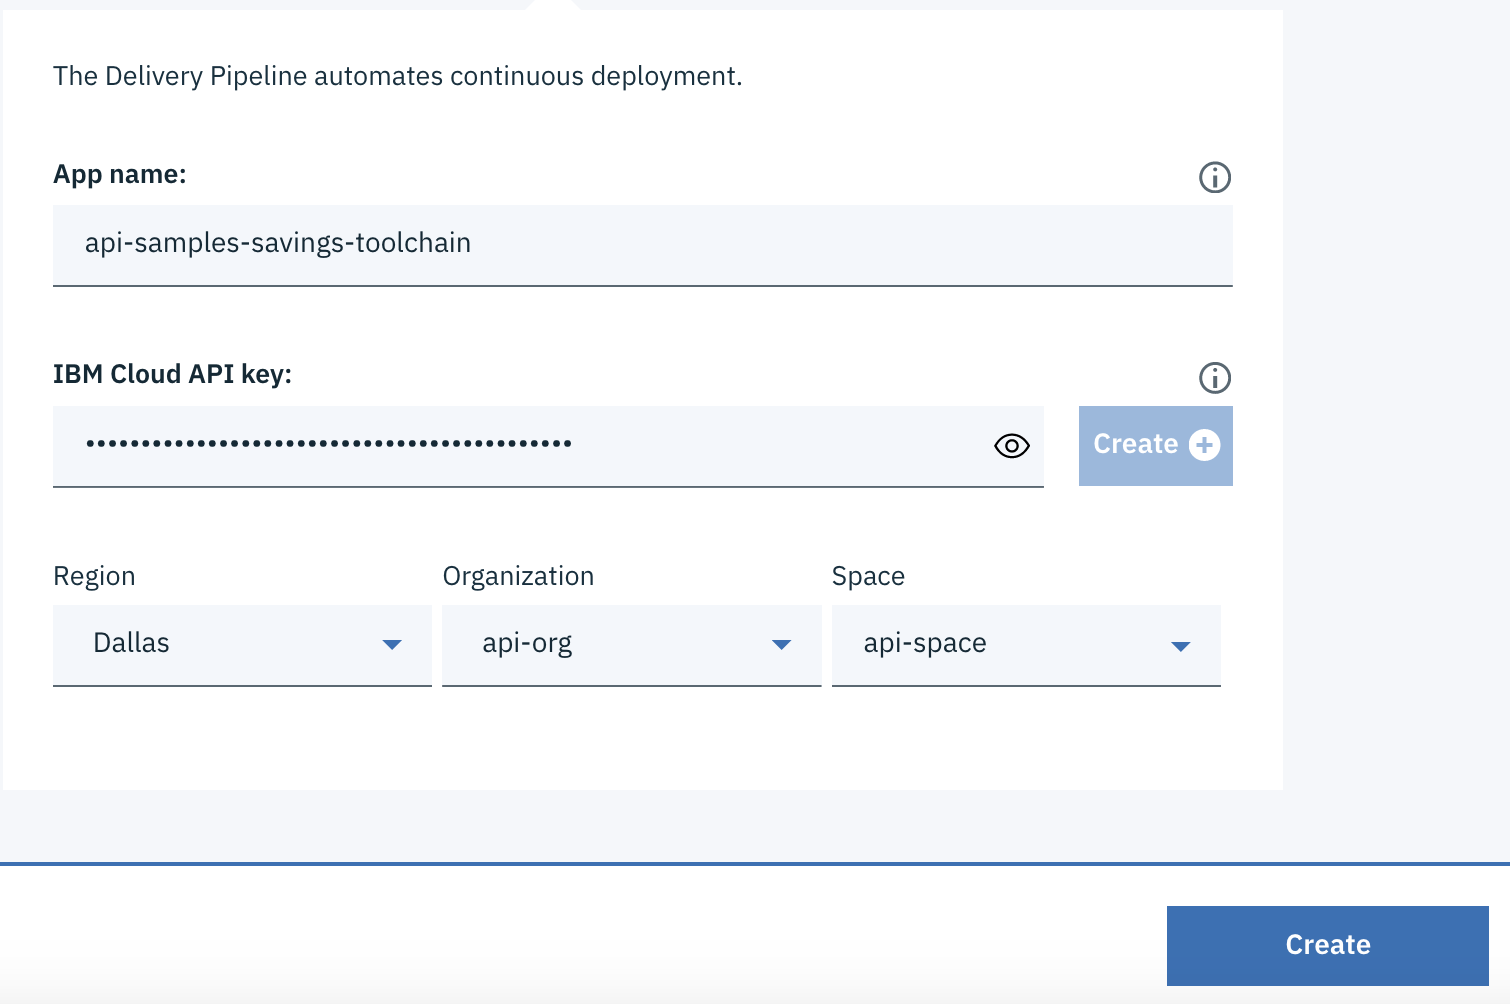 The Delivery Pipeline automates continuous deployment.
App name:
api-samples-savings-toolchain
IBM Cloud API key:
••••••••••••••••••••••••••••••••••••••••••••
Create
Region Organization Space
Dallas api-org api-space
Create